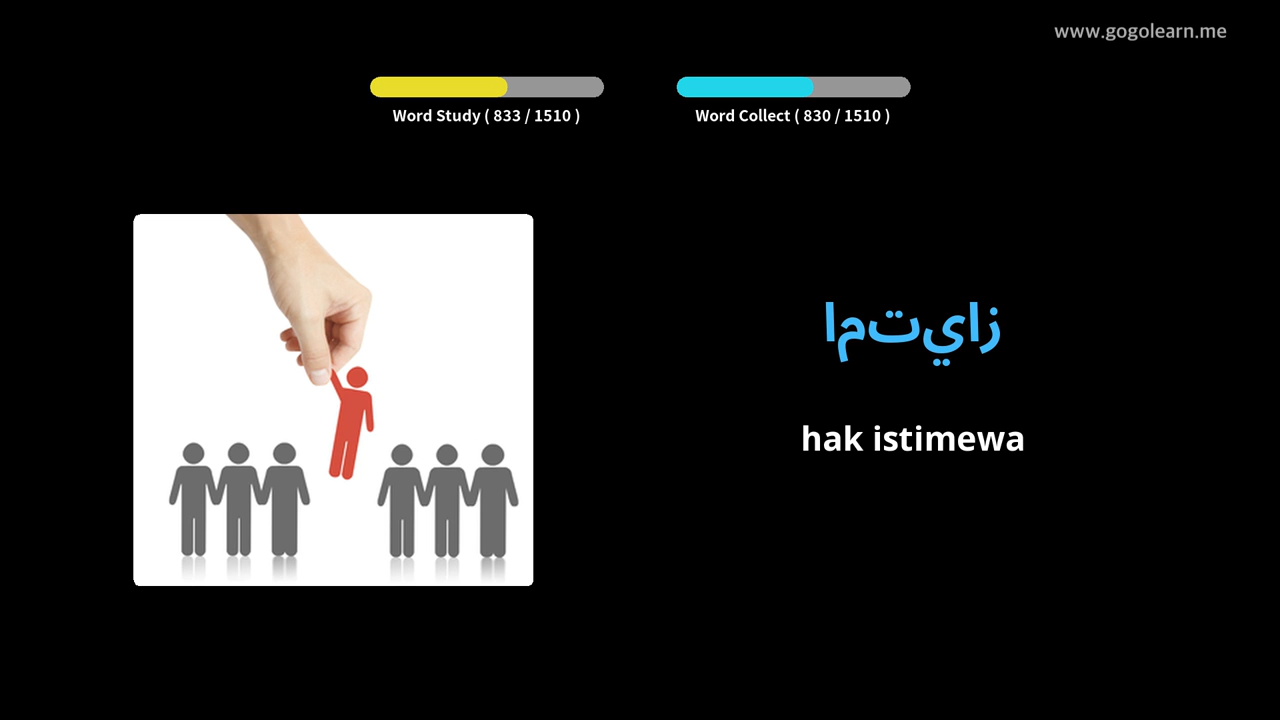 www.gogolearn.me
Word Study ( 833 / 1510 )
Word Collect ( 830 / 1510 )
امتياز
hak istimewa